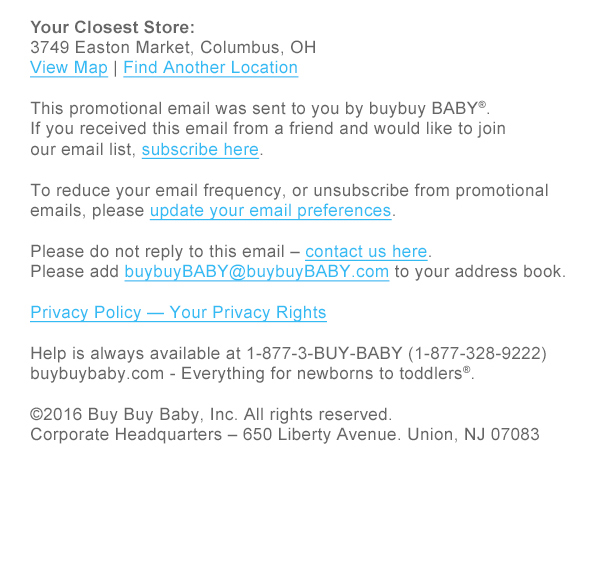 Your Closest Store:
3749 Easton Market, Columbus, OH
View Map | Find Another Location
This promotional email was sent to you by buybuy BABY®.
If you received this email from a friend and would like to join
our email list, subscribe here.
To reduce your email frequency, or unsubscribe from promotional
emails, please update your email preferences.
Please do not reply to this email – contact us here.
Please add buybuyBABY@buybuyBABY.com to your address book.
Privacy Policy — Your Privacy Rights
Help is always available at 1-877-3-BUY-BABY (1-877-328-9222)
buybuybaby.com - Everything for newborns to toddlers®.
©2016 Buy Buy Baby, Inc. All rights reserved.
Corporate Headquarters – 650 Liberty Avenue. Union, NJ 07083